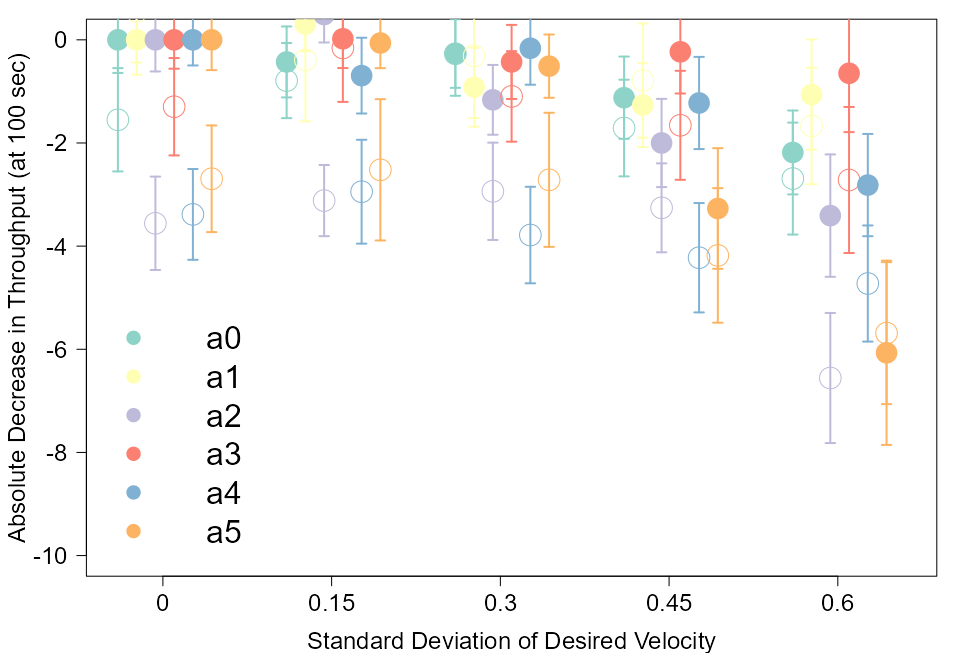 Absolute Decrease in Throughput (at 100 sec)
0
-2
-4
-6
-8
-10
a0
a1
a2
a3
a4
a5
0 0.15 0.3 0.45 0.6
Standard Deviation of Desired Velocity